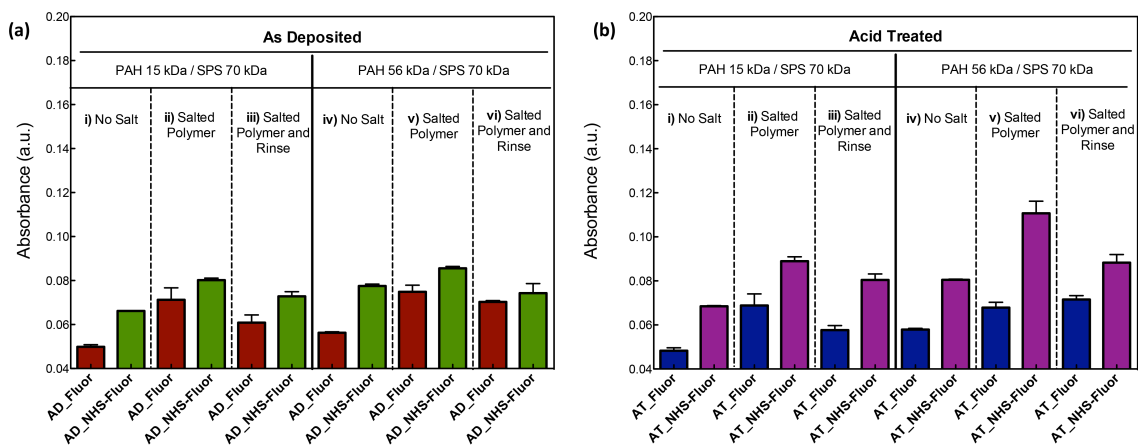 (a)
As Deposited
PAH 15 kDa / SPS 70 kDa
PAH 56 kDa / SPS 70 kDa
i) No Salt
ii) Salted
Polymer
iii) Salted
Polymer and
Rinse
iv) No Salt
v) Salted
Polymer
vi) Salted
Polymer and
Rinse
Absorbance (a.u.)
0.20
0.18
0.16
0.14
0.12
0.10
0.08
0.06
0.04
AD_Fluor
AD_NHS-Fluor
AD_Fluor
AD_NHS-Fluor
AD_Fluor
AD_NHS-Fluor
AD_Fluor
AD_NHS-Fluor
AD_Fluor
AD_NHS-Fluor
AD_Fluor
AD_NHS-Fluor
(b)
Acid Treated
PAH 15 kDa / SPS 70 kDa
PAH 56 kDa / SPS 70 kDa
i) No Salt
ii) Salted
Polymer
iii) Salted
Polymer and
Rinse
iv) No Salt
v) Salted
Polymer
vi) Salted
Polymer and
Rinse
Absorbance (a.u.)
0.20
0.18
0.16
0.14
0.12
0.10
0.08
0.06
0.04
AT_Fluor
AT_NHS-Fluor
AT_Fluor
AT_NHS-Fluor
AT_Fluor
AT_NHS-Fluor
AT_Fluor
AT_NHS-Fluor
AT_Fluor
AT_NHS-Fluor
AT_Fluor
AT_NHS-Fluor